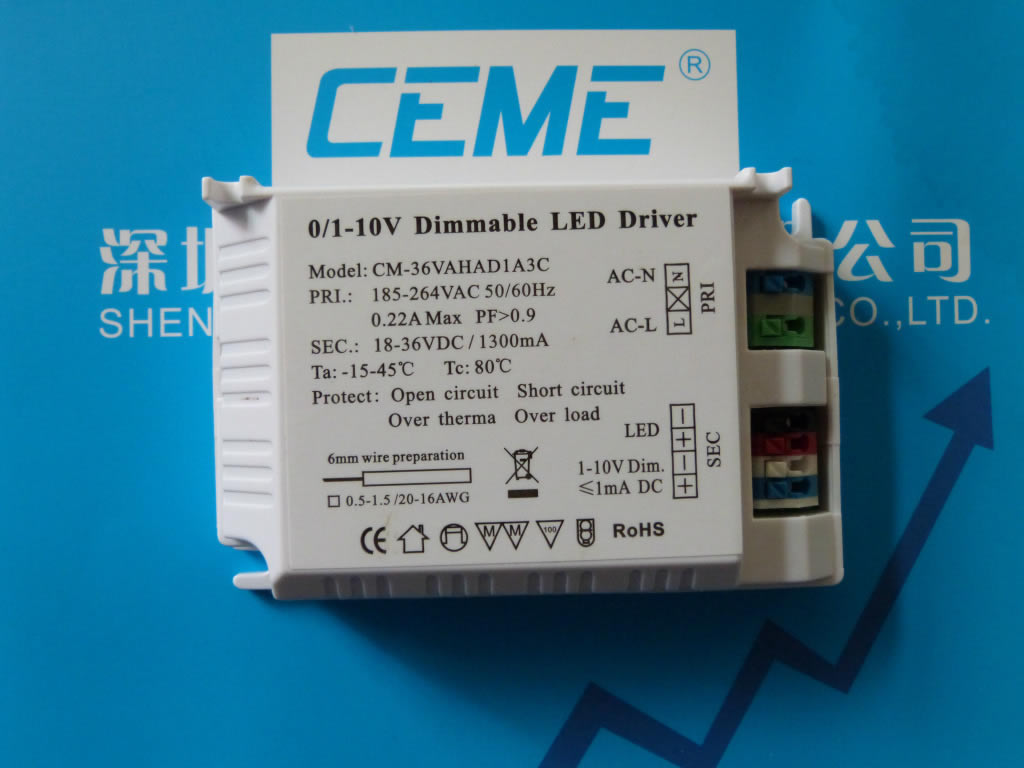 CEME®
0/1-10V Dimmable LED Driver
Model: CM-36VAHAD1A3C
PRI.: 185-264VAC 50/60Hz
0.22A Max PF>0.9
SEC.: 18-36VDC / 1300mA
Ta: -15-45℃ Tc: 80℃
Protect: Open circuit Short circuit
Over therma Over load
6mm wire preparation
0.5-1.5 /20-16AWG
AC-N
N
AC-L
L
PRI
LED
- +
1-10V Dim.
≤1mA DC
- +
SEC
CE
M M 100 RoHS
深 公司
SHEN CO.,LTD.